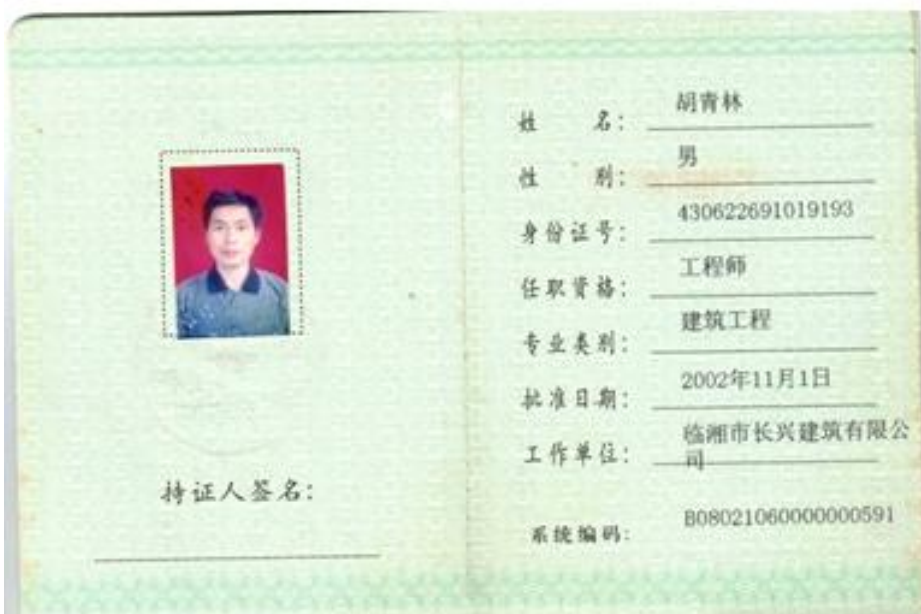 持证人签名:
姓 名: 胡青林
性 别: 男
身份证号: 430622691019193
任职资格: 工程师
专业类别: 建筑工程
批准日期: 2002年11月1日
工作单位: 临湘市长兴建筑有限公
司
系统编码: B08021060000000591